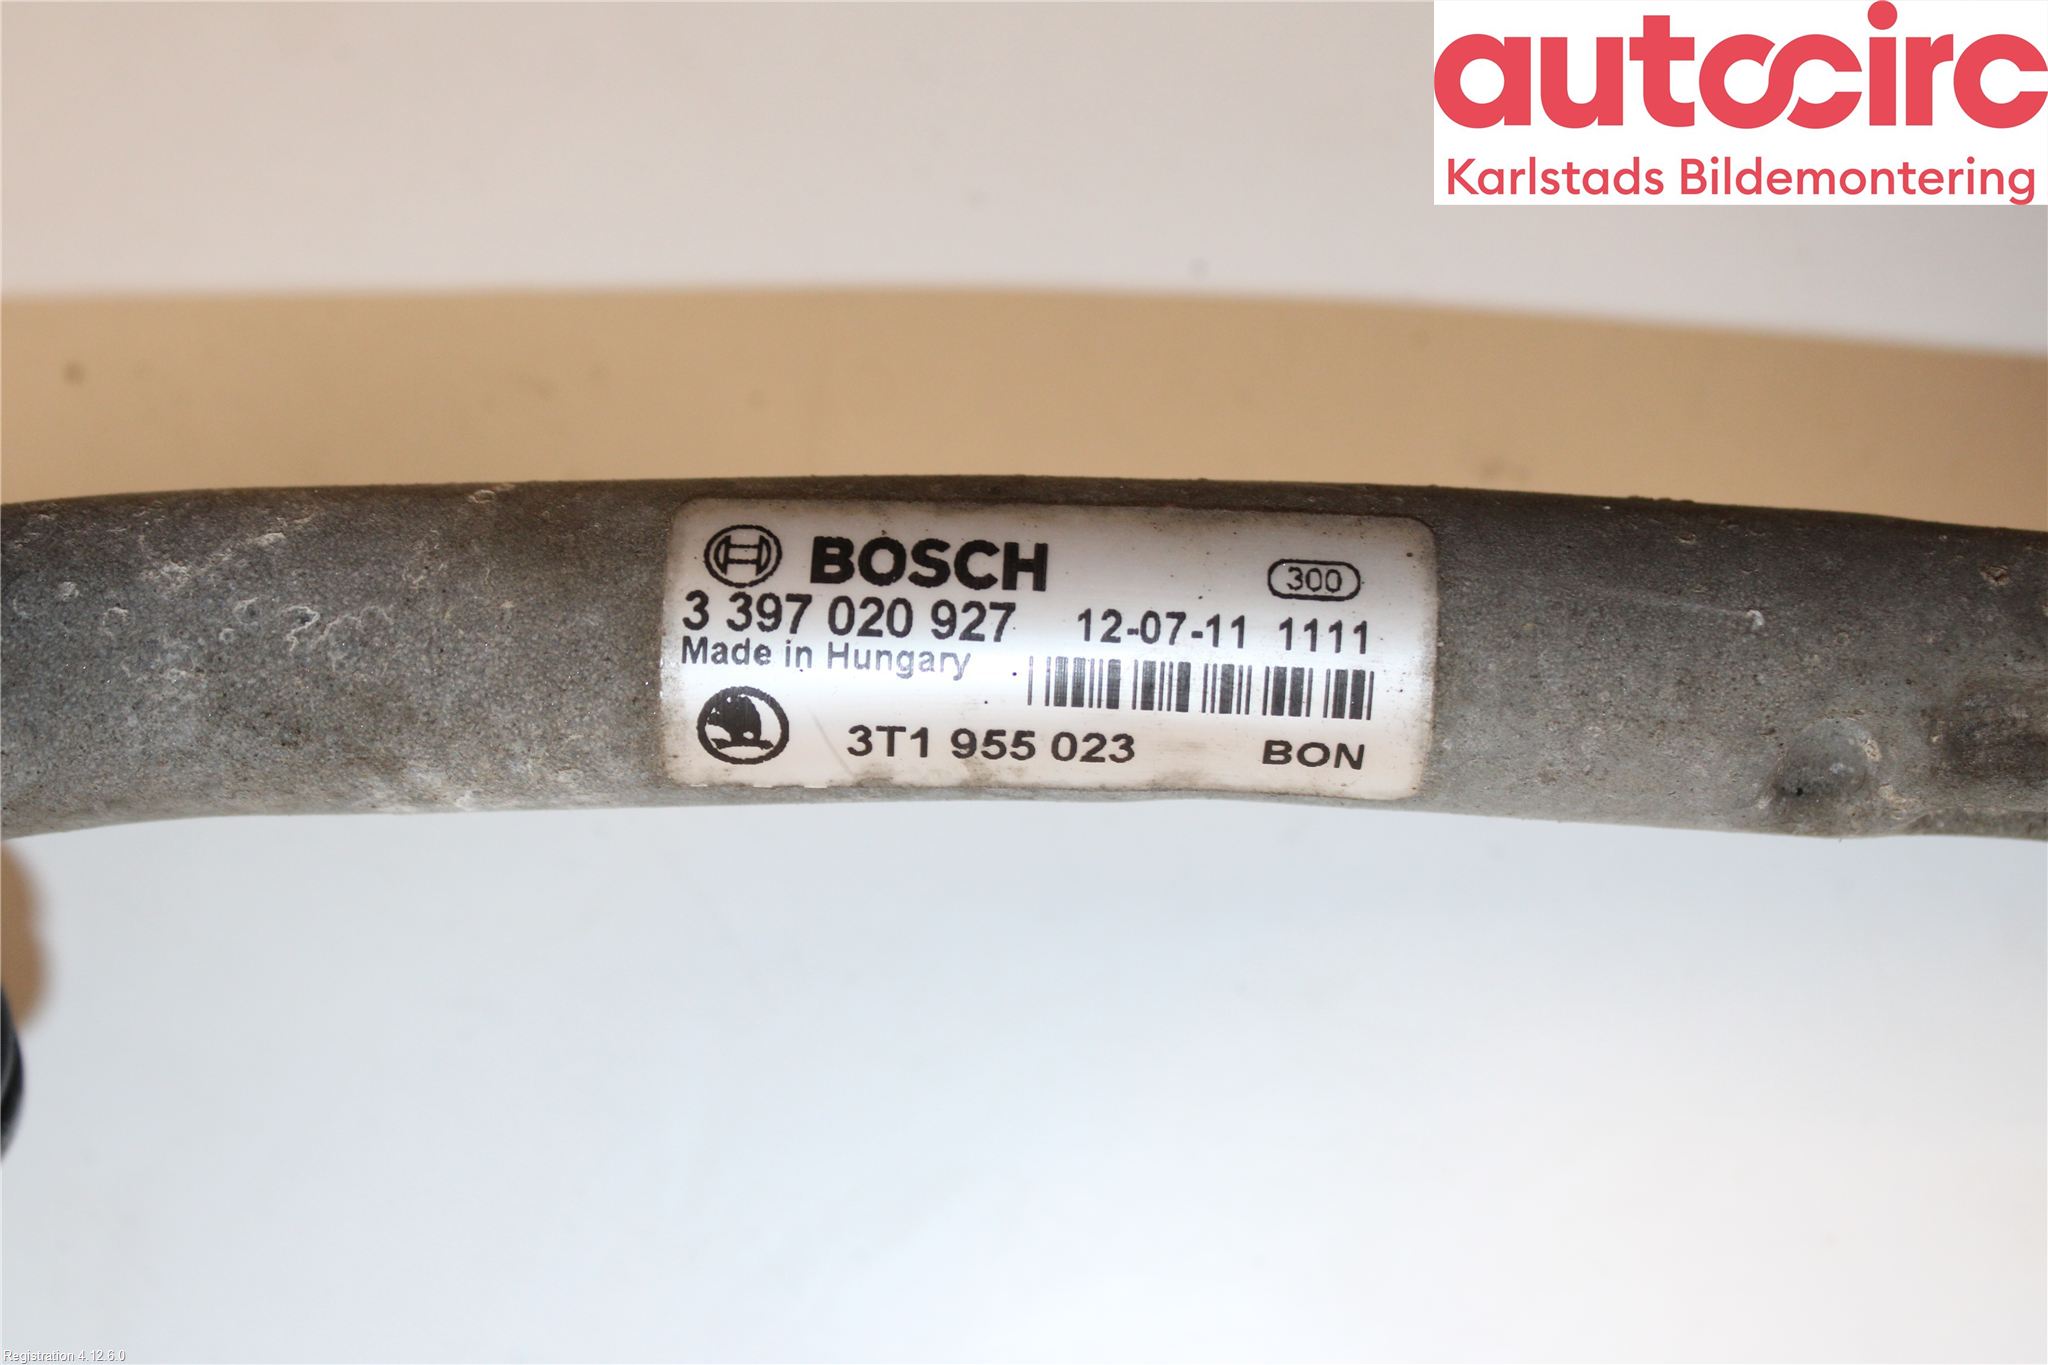 autocirc
Karlstads Bildemontering
BOSCH 300
3 397 020 927 12-07-11 1111
Made in Hungary
3T1 955 023 BON
Registration 4.12.6.0